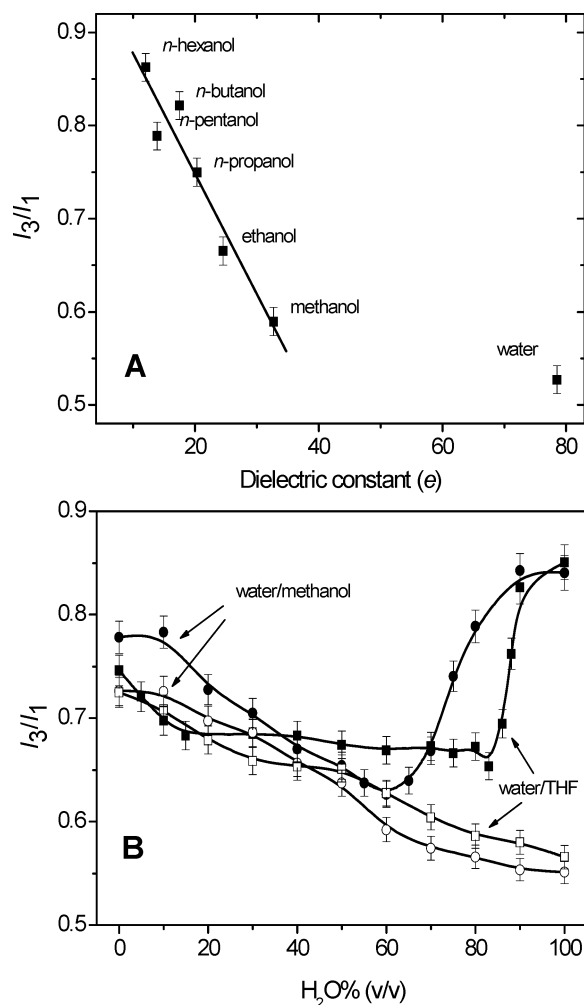 0.9
0.8
0.7
0.6
0.5
I3/I1
n-hexanol
n-butanol
n-pentanol
n-propanol
ethanol
methanol
water
A
20
40
60
80
Dielectric constant (e)
0.9
0.8
0.7
0.6
0.5
I3/I1
water/methanol
water/THF
B
0
20
40
60
80
100
H2O% (v/v)